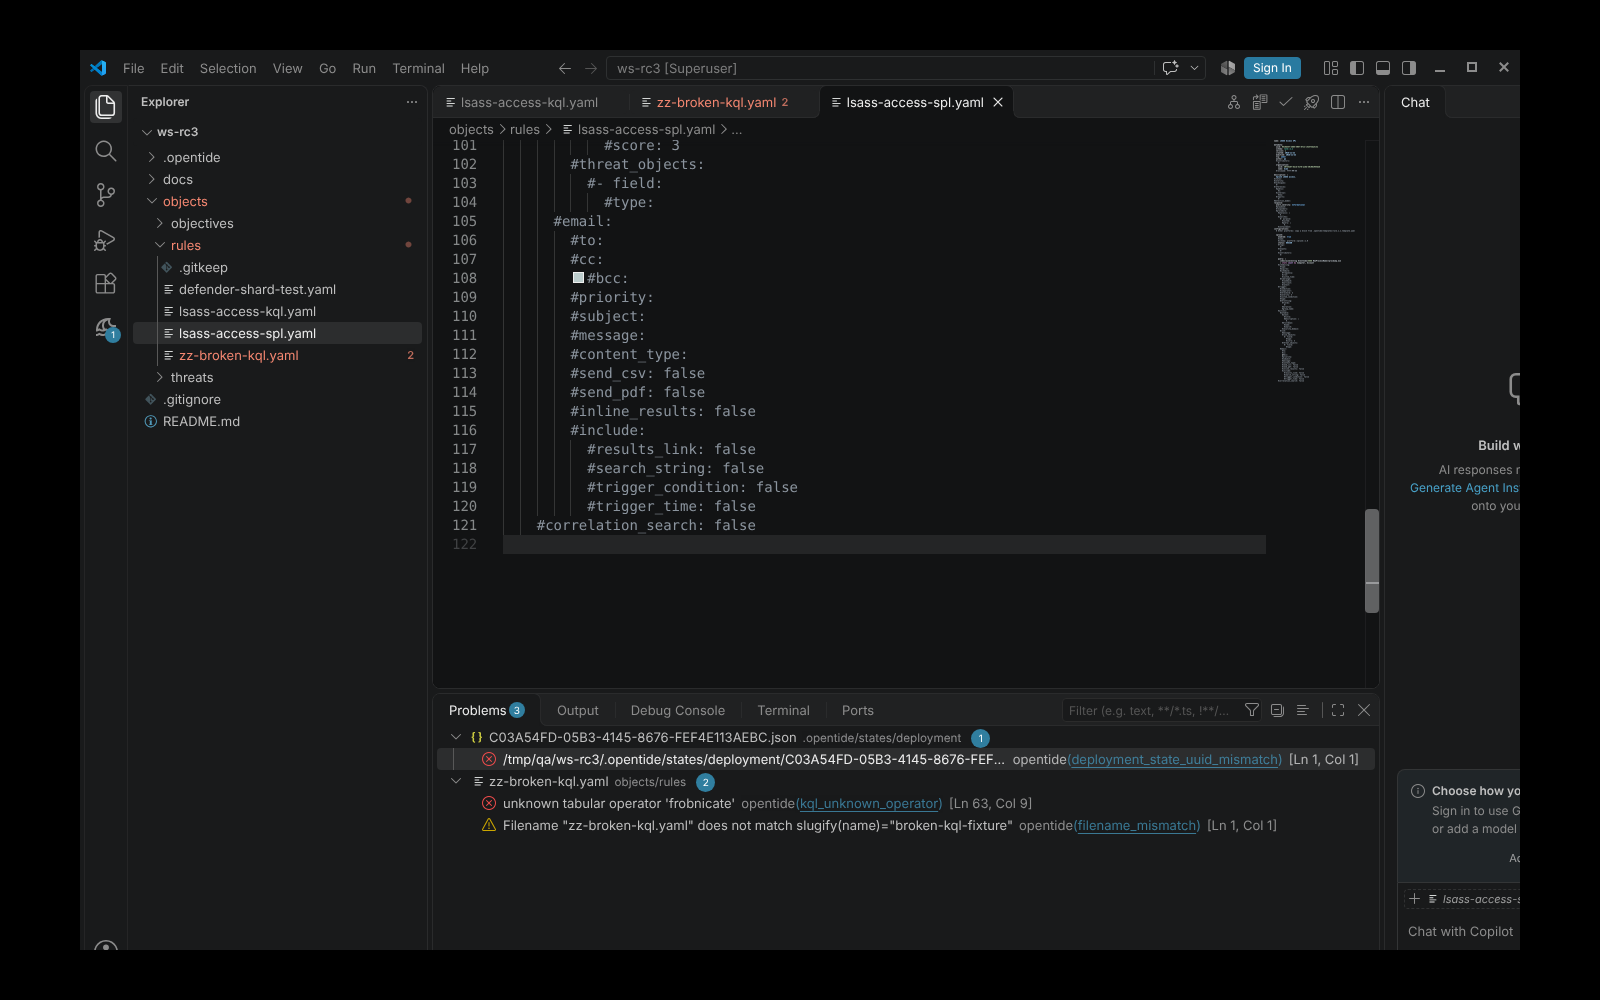 File Edit Selection View Go Run Terminal Help
ws-rc3 [Superuser]
Sign In
Explorer
ws-rc3
.opentide
docs
objects
objectives
rules
.gitkeep
defender-shard-test.yaml
lsass-access-kql.yaml
lsass-access-spl.yaml
zz-broken-kql.yaml 2
threats
.gitignore
README.md
1
lsass-access-kql.yaml
zz-broken-kql.yaml 2
lsass-access-spl.yaml
objects > rules > lsass-access-spl.yaml > ...
101 #score: 3
102 #threat_objects:
103 #- field:
104 #type:
105 #email:
106 #to:
107 #cc:
108 #bcc:
109 #priority:
110 #subject:
111 #message:
112 #content_type:
113 #send_csv: false
114 #send_pdf: false
115 #inline_results: false
116 #include:
117 #results_link: false
118 #search_string: false
119 #trigger_condition: false
120 #trigger_time: false
121 #correlation_search: false
122
Problems 3 Output Debug Console Terminal Ports
Filter (e.g. text, **/*.ts, !**/...
{} C03A54FD-05B3-4145-8676-FEF4E113AEBC.json .opentide/states/deployment 1
/tmp/qa/ws-rc3/.opentide/states/deployment/C03A54FD-05B3-4145-8676-FEF... opentide(deployment_state_uuid_mismatch) [Ln 1, Col 1]
zz-broken-kql.yaml objects/rules 2
unknown tabular operator 'frobnicate' opentide(kql_unknown_operator) [Ln 63, Col 9]
Filename "zz-broken-kql.yaml" does not match slugify(name)="broken-kql-fixture" opentide(filename_mismatch) [Ln 1, Col 1]
Chat
Build
AI responses
Generate Agent
onto
Choose how
Sign in to use
or add a model
lsass-access-s
Chat with Copilot